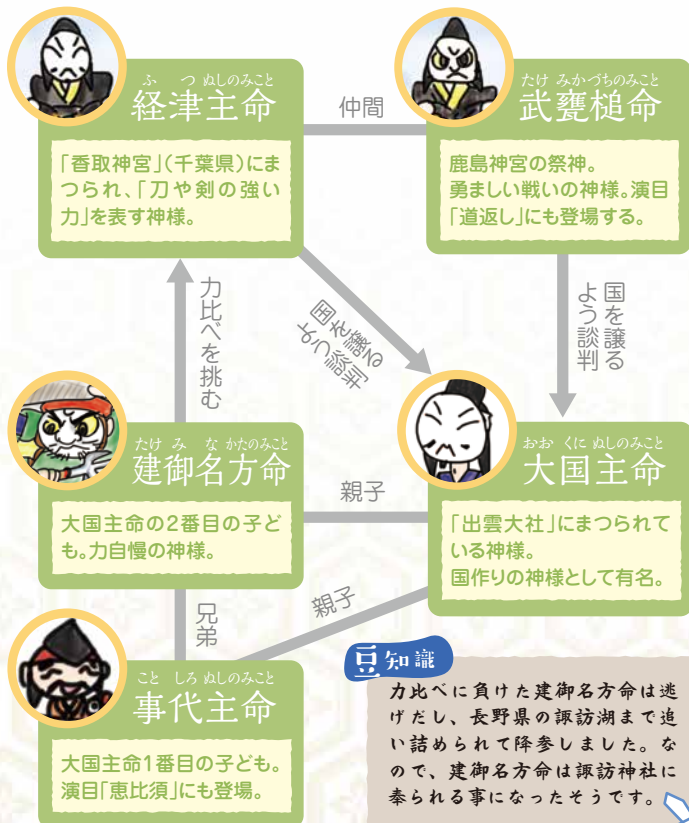 ふつぬしのみこと
経津主命
「香取神宮」(千葉県)にま
つられ、「刀や剣の強い
力」を表す神様。
仲間
たけみかづちのみこと
武甕槌命
鹿島神宮の祭神。
勇ましい戦いの神様。演目
「道返し」にも登場する。
力比べを挑む
国を譲る
よう談判
国を譲る
よう談判
たけみなかたのみこと
建御名方命
大国主命の2番目の子ど
も。力自慢の神様。
親子
おおくにぬしのみこと
大国主命
「出雲大社」にまつられて
いる神様。
国作りの神様として有名。
兄弟
親子
ことしろぬしのみこと
事代主命
大国主命1番目の子ども。
演目「恵比須」にも登場。
豆知識
力比べに負けた建御名方命は逃
げだし、長野県の諏訪湖まで追
い詰められて降参しました。な
ので、建御名方命は諏訪神社に
奉られる事になったそうです。